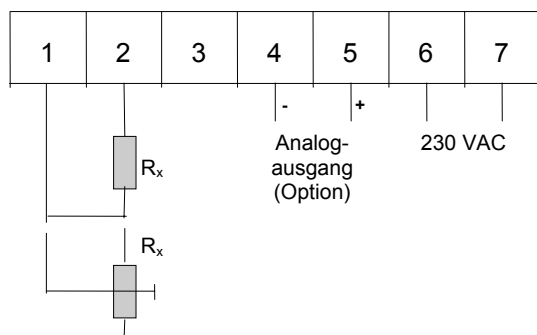 1 2 3 4 5 6 7
- +
Analog-
ausgang
(Option)
230 VAC
Rx
Rx